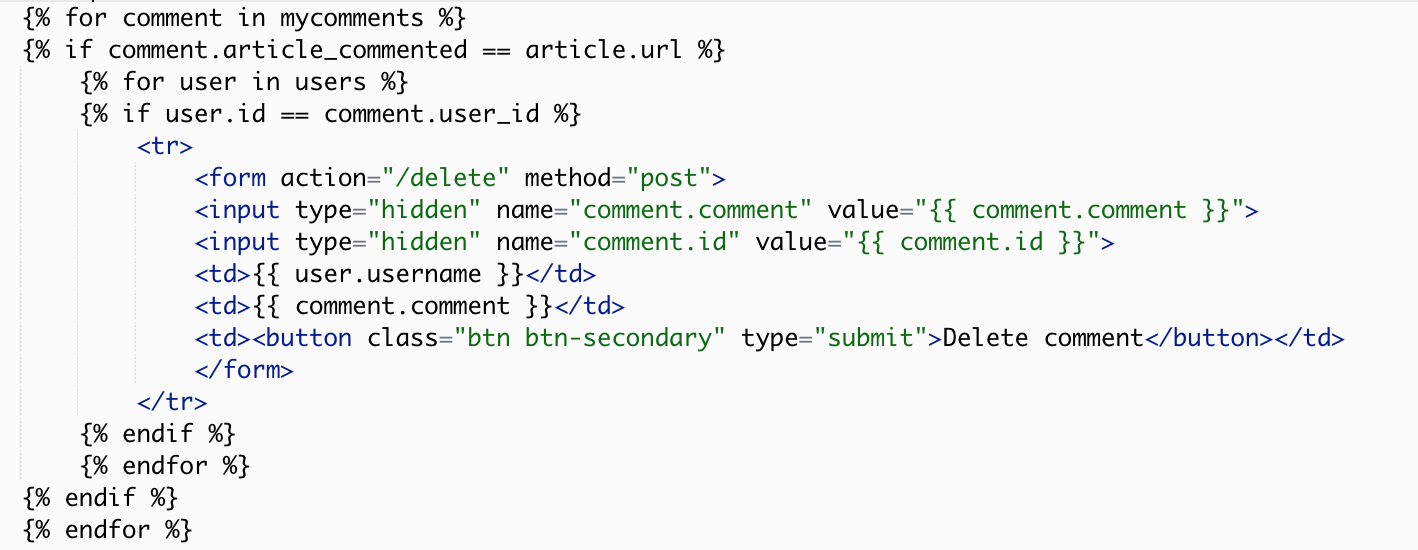 {% for comment in mycomments %}
{% if comment.article_commented == article.url %}
{% for user in users %}
{% if user.id == comment.user_id %}
<tr>
<form action="/delete" method="post">
<input type="hidden" name="comment.comment" value="{{ comment.comment }}">
<input type="hidden" name="comment.id" value="{{ comment.id }}">
<td>{{ user.username }}</td>
<td>{{ comment.comment }}</td>
<td><button class="btn btn-secondary" type="submit">Delete comment</button></td>
</form>
</tr>
{% endif %}
{% endfor %}
{% endif %}
{% endfor %}